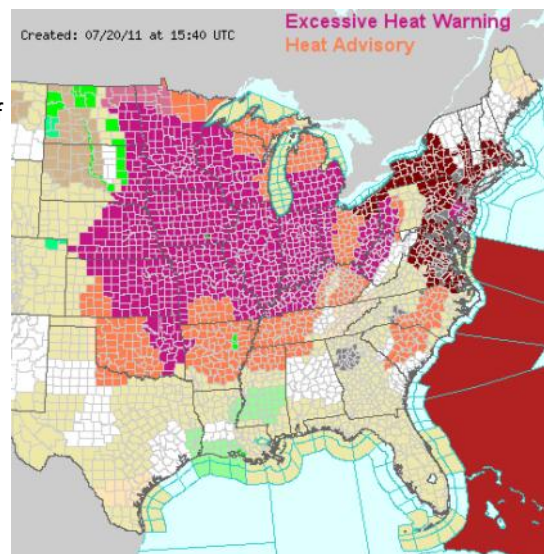 Excessive Heat Warning
Created: 07/20/11 at 15:40 UTC
Heat Advisory
f